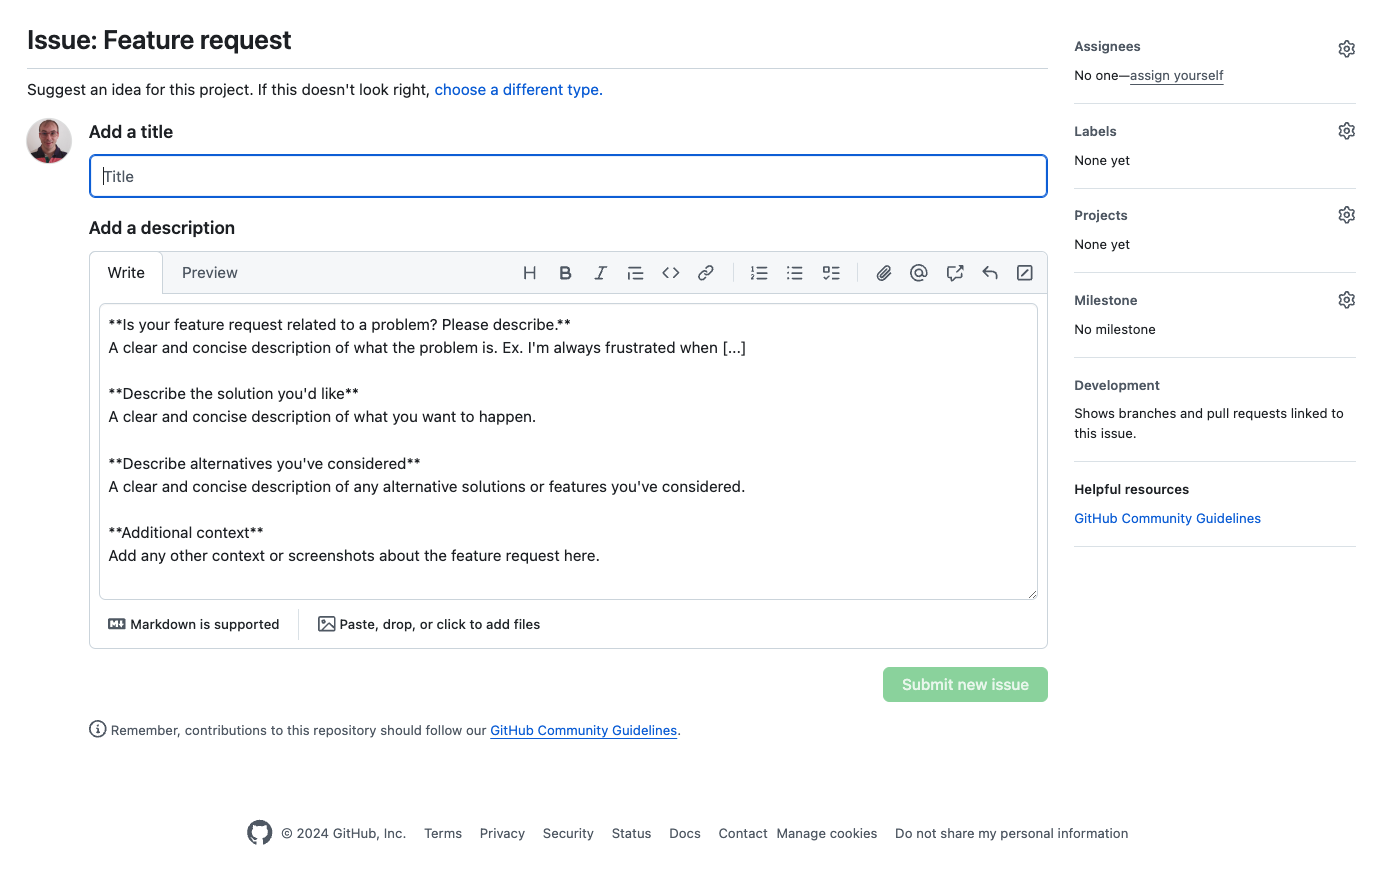 Issue: Feature request
Suggest an idea for this project. If this doesn't look right, choose a different type.
Add a title
Title
Add a description
Write Preview
**Is your feature request related to a problem? Please describe.**
A clear and concise description of what the problem is. Ex. I'm always frustrated when [...]
**Describe the solution you'd like**
A clear and concise description of what you want to happen.
**Describe alternatives you've considered**
A clear and concise description of any alternative solutions or features you've considered.
**Additional context**
Add any other context or screenshots about the feature request here.
Markdown is supported
Paste, drop, or click to add files
Submit new issue
Remember, contributions to this repository should follow our GitHub Community Guidelines.
Assignees
No one—assign yourself
Labels
None yet
Projects
None yet
Milestone
No milestone
Development
Shows branches and pull requests linked to
this issue.
Helpful resources
GitHub Community Guidelines
© 2024 GitHub, Inc. Terms Privacy Security Status Docs Contact Manage cookies Do not share my personal information